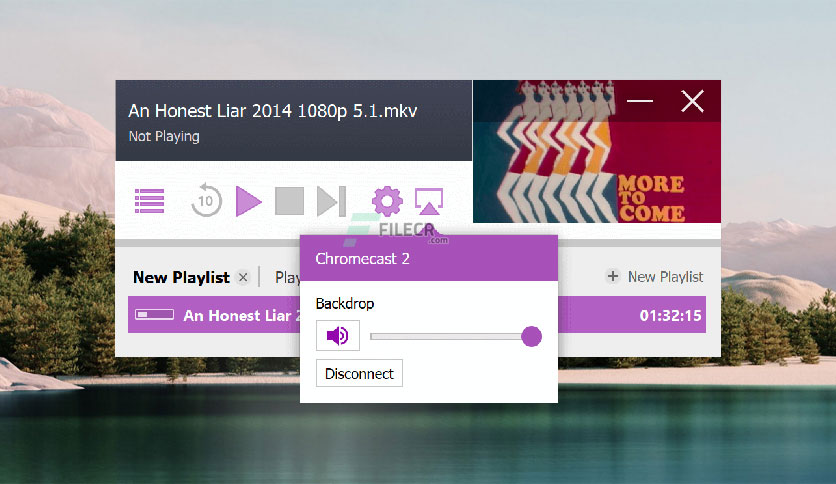 An Honest Liar 2014 1080p 5.1.mkv
Not Playing
10
MORE
TO
COME
FILECR
.com
Chromecast 2
New Playlist
Play
New Playlist
Backdrop
An Honest Liar 2
01:32:15
Disconnect